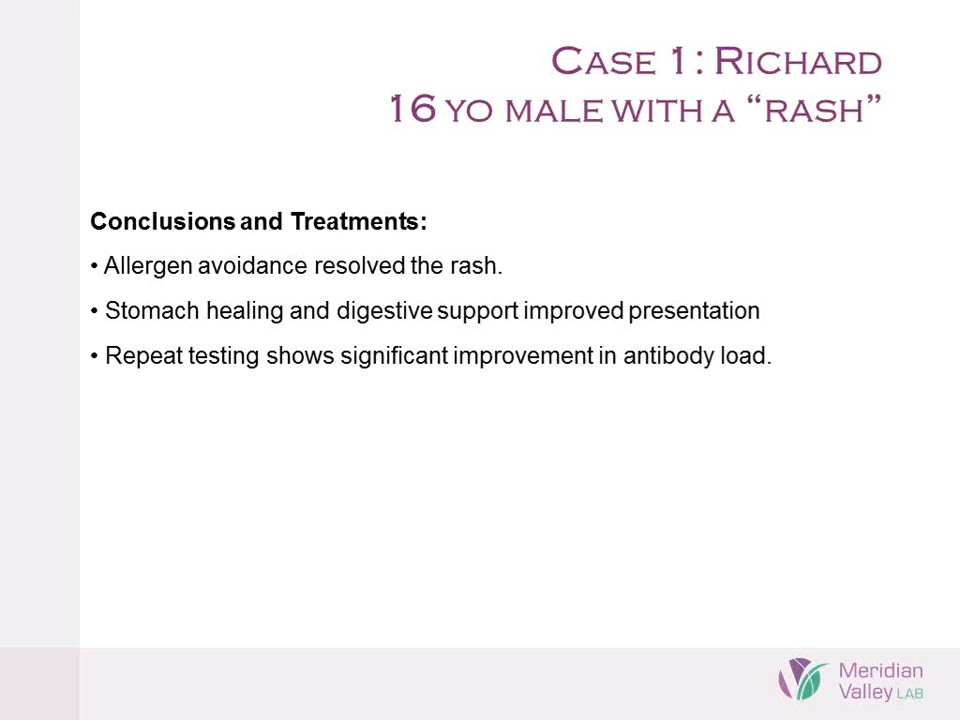 Case 1: Richard
16 yo male with a “rash”
Conclusions and Treatments:
• Allergen avoidance resolved the rash.
• Stomach healing and digestive support improved presentation
• Repeat testing shows significant improvement in antibody load.
Meridian
Valley LAB